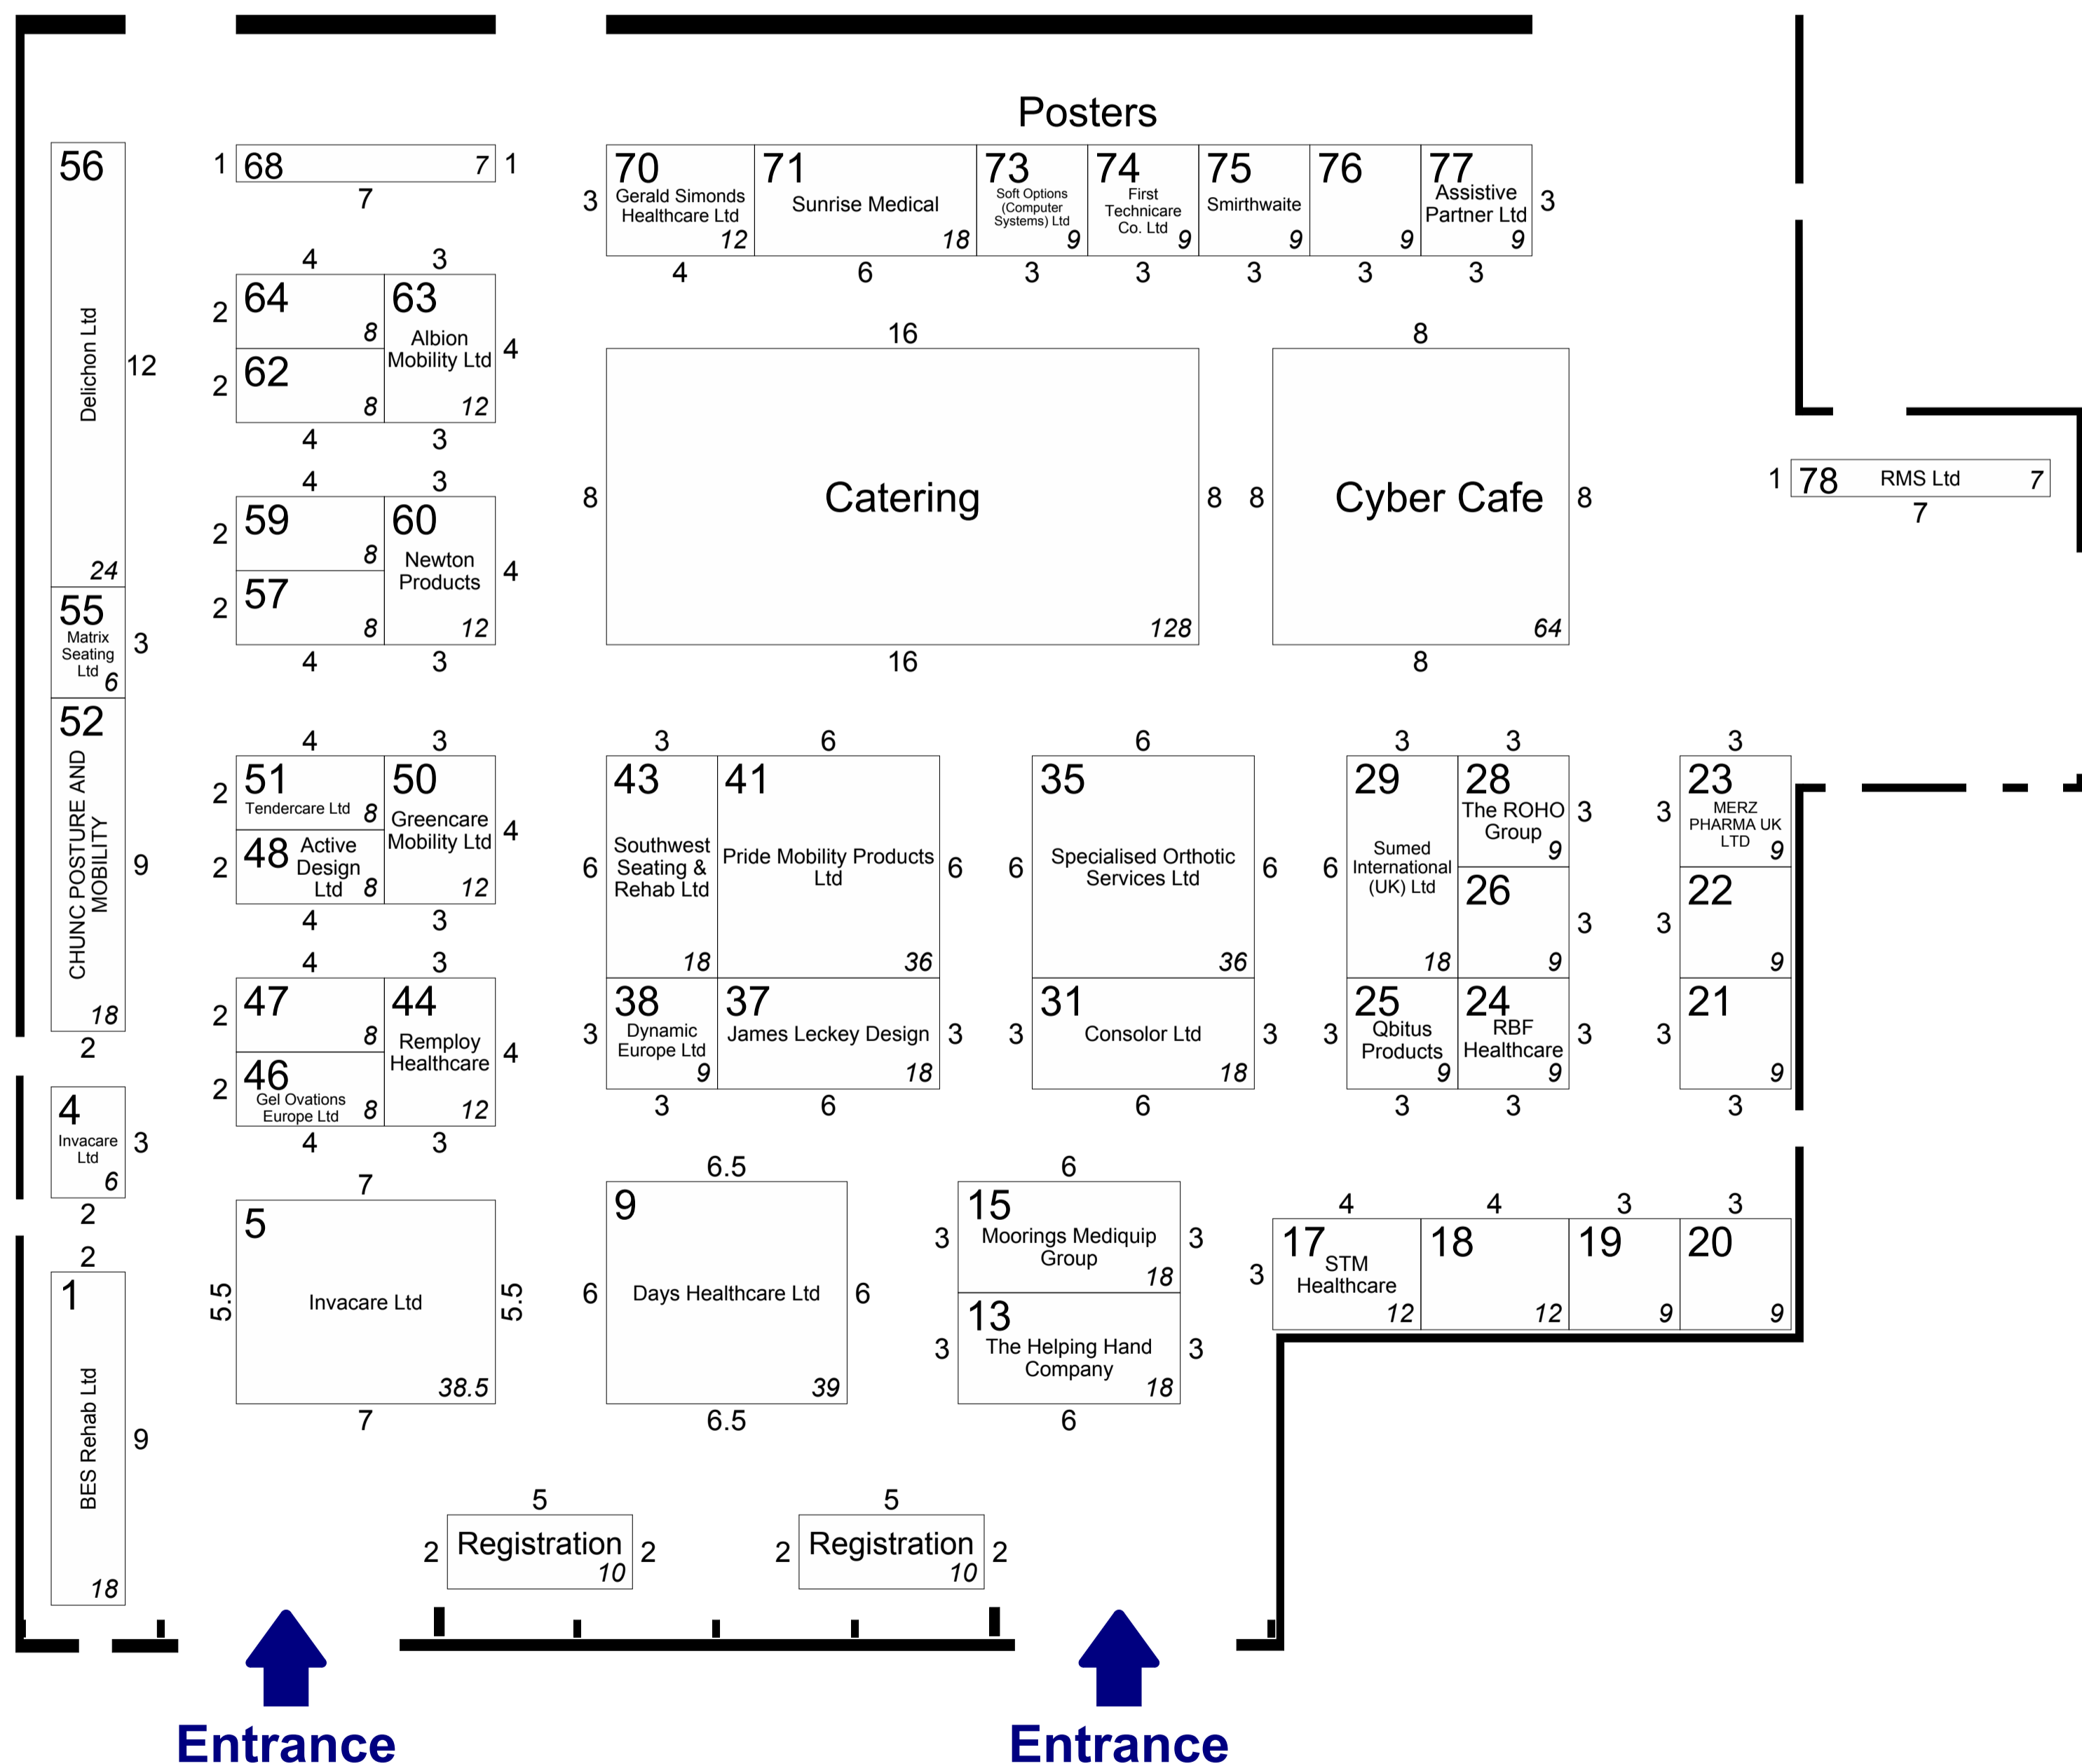 Posters
56
Delichon Ltd
12
24
55
Matrix
Seating
Ltd
6
3
52
CHUNC POSTURE AND
MOBILITY
9
18
2
4
Invacare
Ltd
6
3
2
2
1
BES Rehab Ltd
9
18
1
68
7
1
7
4
3
2
64
8
63
Albion
Mobility Ltd
12
4
2
62
8
4
3
4
3
2
59
8
60
Newton
Products
12
4
2
57
8
4
3
4
3
2
51
Tendercare Ltd
8
50
Greencare
Mobility Ltd
12
4
2
48
Active
Design
Ltd
8
4
3
4
3
2
47
8
44
Remploy
Healthcare
12
4
2
46
Gel Ovations
Europe Ltd
8
4
3
7
5
Invacare Ltd
5.5
5.5
38.5
7
3
70
Gerald Simonds
Healthcare Ltd
12
71
Sunrise Medical
18
73
Soft Options
(Computer
Systems) Ltd
9
74
First
Technicare
Co. Ltd
9
75
Smirthwaite
9
76
9
77
Assistive
Partner Ltd
9
3
4
6
3
3
3
3
3
16
8
Catering
8
128
16
8
8
Cyber Cafe
8
64
8
1
78
RMS Ltd
7
7
3
6
43
Southwest
Seating &
Rehab Ltd
18
6
41
Pride Mobility Products
Ltd
36
6
3
38
Dynamic
Europe Ltd
9
37
James Leckey Design
18
3
3
6
6
6
35
Specialised Orthotic
Services Ltd
36
6
3
31
Consolor Ltd
18
3
6
3
3
6
29
Sumed
International
(UK) Ltd
18
28
The ROHO
Group
9
3
26
9
3
3
25
Qbitus
Products
9
24
RBF
Healthcare
9
3
3
3
3
3
23
MERZ
PHARMA UK
LTD
9
3
22
9
3
21
9
3
6.5
6
9
Days Healthcare Ltd
39
6
6.5
6
3
15
Moorings Mediquip
Group
18
3
3
13
The Helping Hand
Company
18
3
6
4
4
3
3
3
17
STM
Healthcare
12
18
12
19
9
20
9
5
2
Registration
10
2
5
2
Registration
10
2
Entrance
Entrance